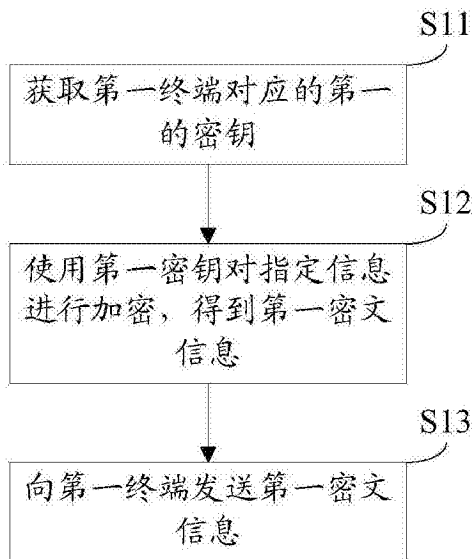 S11
获取第一终端对应的第一
的密钥
S12
使用第一密钥对指定信息
进行加密，得到第一密文
信息
S13
向第一终端发送第一密文
信息